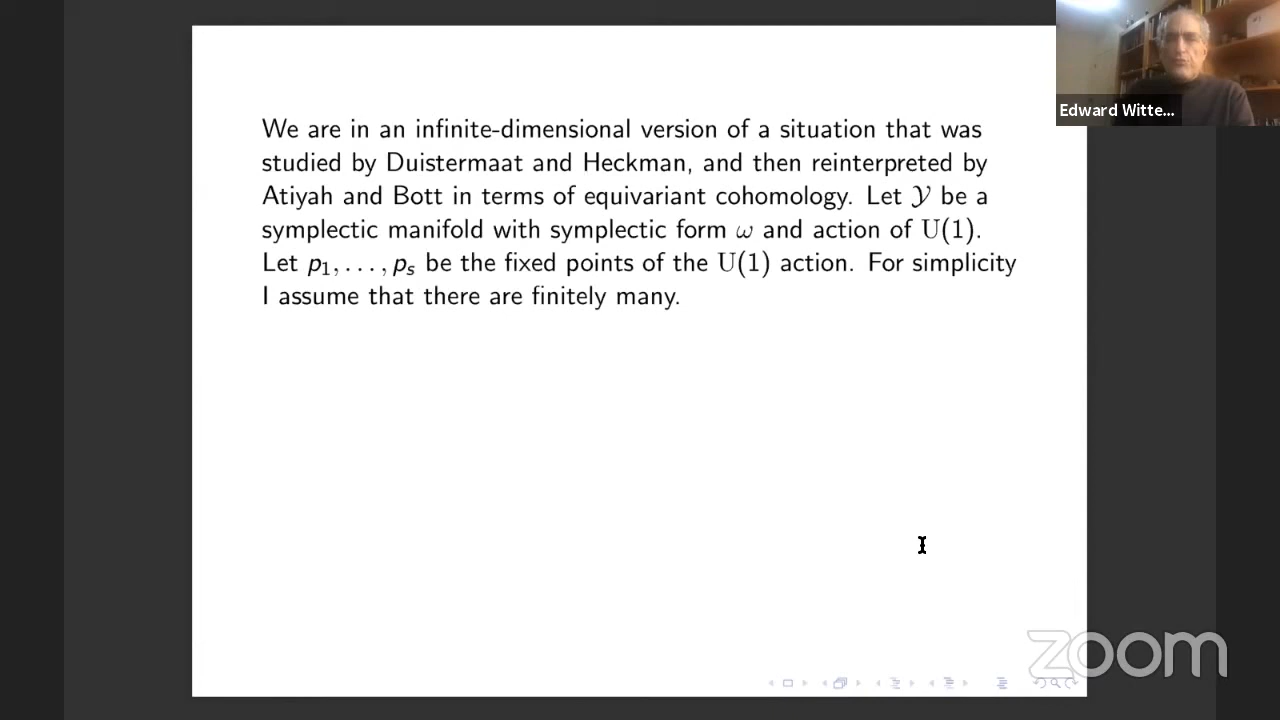 We are in an infinite-dimensional version of a situation that was
studied by Duistermaat and Heckman, and then reinterpreted by
Atiyah and Bott in terms of equivariant cohomology. Let 𝒴 be a
symplectic manifold with symplectic form ω and action of U(1).
Let p₁, . . . , pₛ be the fixed points of the U(1) action. For simplicity
I assume that there are finitely many.
Edward Witte...
zoom